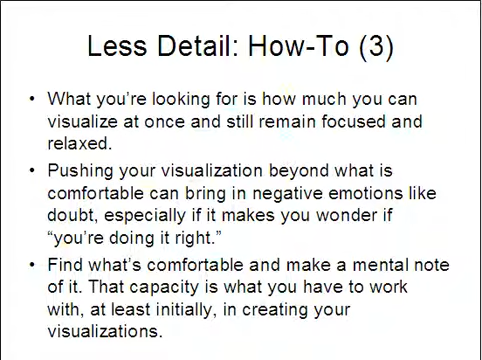 Less Detail: How-To (3)
• What you're looking for is how much you can
visualize at once and still remain focused and
relaxed.
• Pushing your visualization beyond what is
comfortable can bring in negative emotions like
doubt, especially if it makes you wonder if
“you're doing it right.”
• Find what's comfortable and make a mental note
of it. That capacity is what you have to work
with, at least initially, in creating your
visualizations.